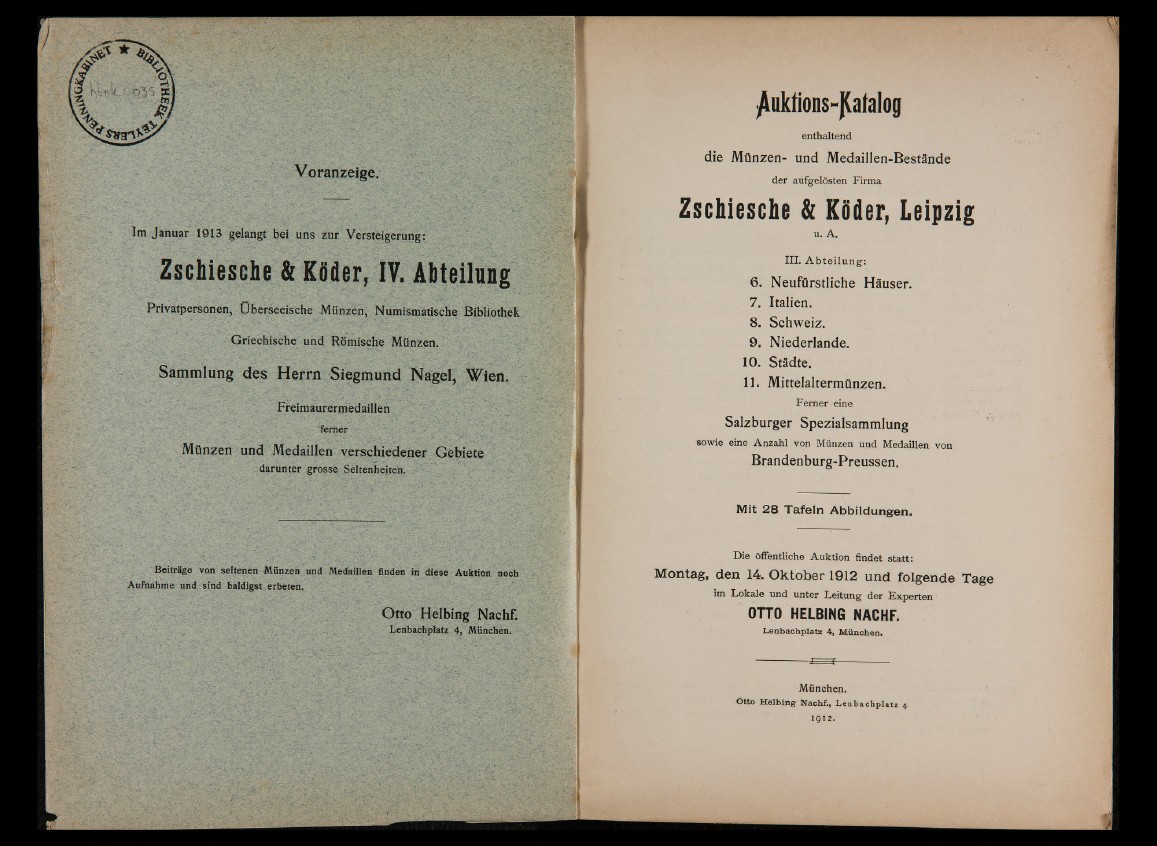 BIBLIOTHEEK TEYLERS PENNINGKABINET ★
Voranzeige.
Im Januar 1913 gelangt bei uns zur Versteigerung:
Zschiesche & Köder, IV. Abteilung
Privatpersonen, Überseeische Münzen, Numismatische Bibliothek
Griechische und Römische Münzen.
Sammlung des Herrn Siegmund Nagel, Wien.
Freimaurermedaillen
ferner
Münzen und Medaillen verschiedener Gebiete
darunter grosse Seltenheiten.
Beiträge von seltenen Münzen und Medaillen finden in diese Auktion noch
Aufnahme und sind baldigst erbeten.
Otto Helbing Nachf.
Lenbachplatz 4, München.
Auktions-Katalog
enthaltend
die Münzen- und Medaillen-Bestände
der aufgelösten Firma
Zschiesche & Köder, Leipzig
u. A.
III. Abteilung:
6. Neufürstliche Häuser.
7. Italien.
8. Schweiz.
9. Niederlande.
10. Städte.
11. Mittelaltermünzen.
Ferner eine
Salzburger Spezialsammlung
sowie eine Anzahl von Münzen und Medaillen von
Brandenburg-Preussen.
Mit 28 Tafeln Abbildungen.
Die öffentliche Auktion findet statt:
Montag, den 14. Oktober 1912 und folgende Tage
im Lokale und unter Leitung der Experten
OTTO HELBING NACHF.
Lenbachplatz 4, München.
München.
Otto Helbing Nachf., Lenbachplatz 4
1912.